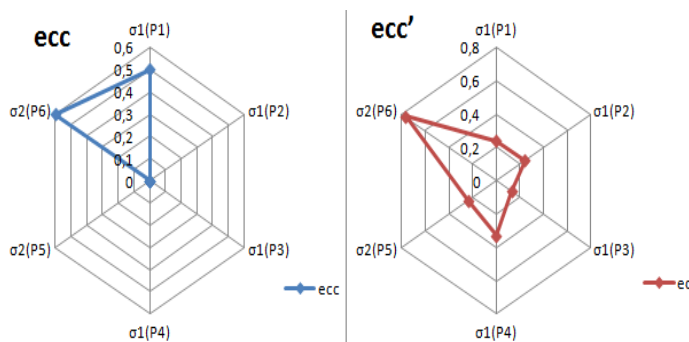 ecc
σ1(P1)
0,6
0,5
0,4
0,3
0,2
0,1
0
σ1(P2)
σ1(P3)
σ1(P4)
σ2(P5)
σ2(P6)
ecc
ecc’
σ1(P1)
0,8
0,6
0,4
0,2
0
σ1(P2)
σ1(P3)
σ1(P4)
σ2(P5)
σ2(P6)